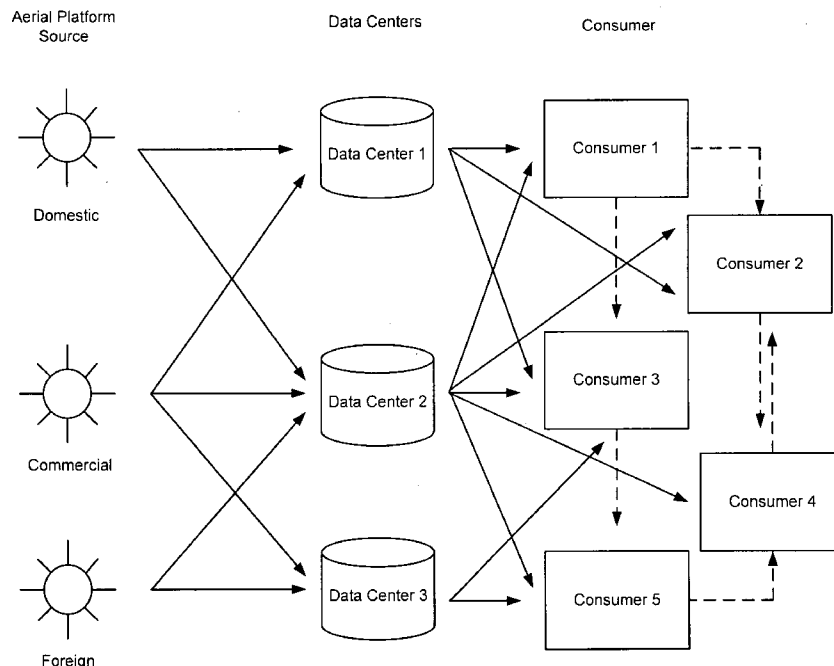 Aerial Platform
Source
Data Centers
Consumer
Data Center 1
Consumer 1
Domestic
Consumer 2
Data Center 2
Consumer 3
Commercial
Consumer 4
Data Center 3
Consumer 5
Foreign